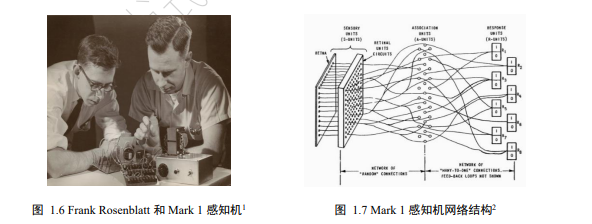 SENSORY
UNITS
(S-UNITS)
ASSOCIATION
UNITS
(A-UNITS)
RESPONSE
UNITS
(R-UNITS)
RETINA
RETINAL
UNITS
CIRCUITS
NETWORK OF
"RANDOM" CONNECTIONS
NETWORK OF
"MANY-TO-ONE" CONNECTIONS,
FEED-BACK LOOPS NOT SHOWN
图 1.6 Frank Rosenblatt 和 Mark 1 感知机1
图 1.7 Mark 1 感知机网络结构2